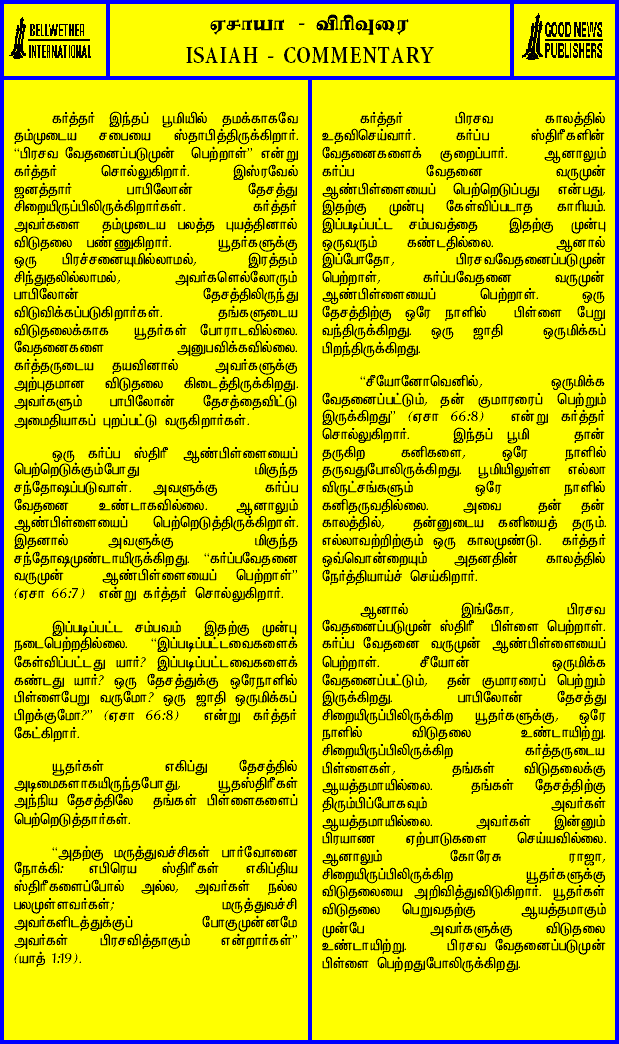 BELLWETHER
INTERNATIONAL
ஏசாயா - விரிவுரை
ISAIAH - COMMENTARY
GOOD NEWS
PUBLISHERS
கர்த்தர் இந்தப் பூமியில் தமக்காகவே
தம்முடைய சபையை ஸ்தாபித்திருக்கிறார்.
“பிரசவ வேதனைப்படுமுன் பெற்றாள்” என்று
கர்த்தர் சொல்லுகிறார். இஸ்ரவேல்
ஜனத்தார் பாபிலோன் தேசத்து
சிறையிருப்பிலிருக்கிறார்கள். கர்த்தர்
அவர்களை தம்முடைய பலத்த புயத்தினால்
விடுதலை பண்ணுகிறார். யூதர்களுக்கு
ஒரு பிரச்சனையுமில்லாமல், இரத்தம்
சிந்துதலில்லாமல், அவர்களெல்லோரும்
பாபிலோன் தேசத்திலிருந்து
விடுவிக்கப்படுகிறார்கள். தங்களுடைய
விடுதலைக்காக யூதர்கள் போராடவில்லை.
வேதனைகளை அனுபவிக்கவில்லை.
கர்த்தருடைய தயவினால் அவர்களுக்கு
அற்புதமான விடுதலை கிடைத்திருக்கிறது.
அவர்களும் பாபிலோன் தேசத்தைவிட்டு
அமைதியாகப் புறப்பட்டு வருகிறார்கள்.
ஒரு கர்ப்ப ஸ்திரீ ஆண்பிள்ளையைப்
பெற்றெடுக்கும்போது மிகுந்த
சந்தோஷப்படுவாள். அவளுக்கு கர்ப்ப
வேதனை உண்டாகவில்லை. ஆனாலும்
ஆண்பிள்ளையைப் பெற்றெடுத்திருக்கிறாள்.
இதனால் அவளுக்கு மிகுந்த
சந்தோஷமுண்டாயிருக்கிறது. “கர்ப்பவேதனை
வருமுன் ஆண்பிள்ளையைப் பெற்றாள்”
(ஏசா 66:7) என்று கர்த்தர் சொல்லுகிறார்.
இப்படிப்பட்ட சம்பவம் இதற்கு முன்பு
நடைபெற்றதில்லை. “இப்படிப்பட்டவைகளைக்
கேள்விப்பட்டது யார்? இப்படிப்பட்டவைகளைக்
கண்டது யார்? ஒரு தேசத்துக்கு ஒரேநாளில்
பிள்ளைபேறு வருமோ? ஒரு ஜாதி ஒருமிக்கப்
பிறக்குமோ?” (ஏசா 66:8) என்று கர்த்தர்
கேட்கிறார்.
யூதர்கள் எகிப்து தேசத்தில்
அடிமைகளாகயிருந்தபோது, யூதஸ்திரீகள்
அந்நிய தேசத்திலே தங்கள் பிள்ளைகளைப்
பெற்றெடுத்தார்கள்.
“அதற்கு மருத்துவச்சிகள் பார்வோனை
நோக்கி: எபிரெய ஸ்திரீகள் எகிப்திய
ஸ்திரீகளைப்போல் அல்ல, அவர்கள் நல்ல
பலமுள்ளவர்கள்; மருத்துவச்சி
அவர்களிடத்துக்குப் போகுமுன்னமே
அவர்கள் பிரசவித்தாகும் என்றார்கள்”
(யாத் 1:19).
கர்த்தர் பிரசவ காலத்தில்
உதவிசெய்வார். கர்ப்ப ஸ்திரீகளின்
வேதனைகளைக் குறைப்பார். ஆனாலும்
கர்ப்ப வேதனை வருமுன்
ஆண்பிள்ளையைப் பெற்றெடுப்பது என்பது,
இதற்கு முன்பு கேள்விப்படாத காரியம்.
இப்படிப்பட்ட சம்பவத்தை இதற்கு முன்பு
ஒருவரும் கண்டதில்லை. ஆனால்
இப்போதோ, பிரசவவேதனைப்படுமுன்
பெற்றாள், கர்ப்பவேதனை வருமுன்
ஆண்பிள்ளையைப் பெற்றாள். ஒரு
தேசத்திற்கு ஒரே நாளில் பிள்ளை பேறு
வந்திருக்கிறது. ஒரு ஜாதி ஒருமிக்கப்
பிறந்திருக்கிறது.
“சீயோனோவெனில், ஒருமிக்க
வேதனைப்பட்டும், தன் குமாரரைப் பெற்றும்
இருக்கிறது” (ஏசா 66:8) என்று கர்த்தர்
சொல்லுகிறார். இந்தப் பூமி தான்
தருகிற கனிகளை, ஒரே நாளில்
தருவதுபோலிருக்கிறது. பூமியிலுள்ள எல்லா
விருட்சங்களும் ஒரே நாளில்
கனிதருவதில்லை. அவை தன் தன்
காலத்தில், தன்னுடைய கனியைத் தரும்.
எல்லாவற்றிற்கும் ஒரு காலமுண்டு. கர்த்தர்
ஒவ்வொன்றையும் அதனதின் காலத்தில்
நேர்த்தியாய்ச் செய்கிறார்.
ஆனால் இங்கோ, பிரசவ
வேதனைப்படுமுன் ஸ்திரீ பிள்ளை பெற்றாள்.
கர்ப்ப வேதனை வருமுன் ஆண்பிள்ளையைப்
பெற்றாள். சீயோன் ஒருமிக்க
வேதனைப்பட்டும், தன் குமாரரைப் பெற்றும்
இருக்கிறது. பாபிலோன் தேசத்து
சிறையிருப்பிலிருக்கிற யூதர்களுக்கு, ஒரே
நாளில் விடுதலை உண்டாயிற்று.
சிறையிருப்பிலிருக்கிற கர்த்தருடைய
பிள்ளைகள், தங்கள் விடுதலைக்கு
ஆயத்தமாயில்லை. தங்கள் தேசத்திற்கு
திரும்பிப்போகவும் அவர்கள்
ஆயத்தமாயில்லை. அவர்கள் இன்னும்
பிரயாண ஏற்பாடுகளை செய்யவில்லை.
ஆனாலும் கோரேசு ராஜா,
சிறையிருப்பிலிருக்கிற யூதர்களுக்கு
விடுதலையை அறிவித்துவிடுகிறார். யூதர்கள்
விடுதலை பெறுவதற்கு ஆயத்தமாகும்
முன்பே அவர்களுக்கு விடுதலை
உண்டாயிற்று. பிரசவ வேதனைப்படுமுன்
பிள்ளை பெற்றதுபோலிருக்கிறது.